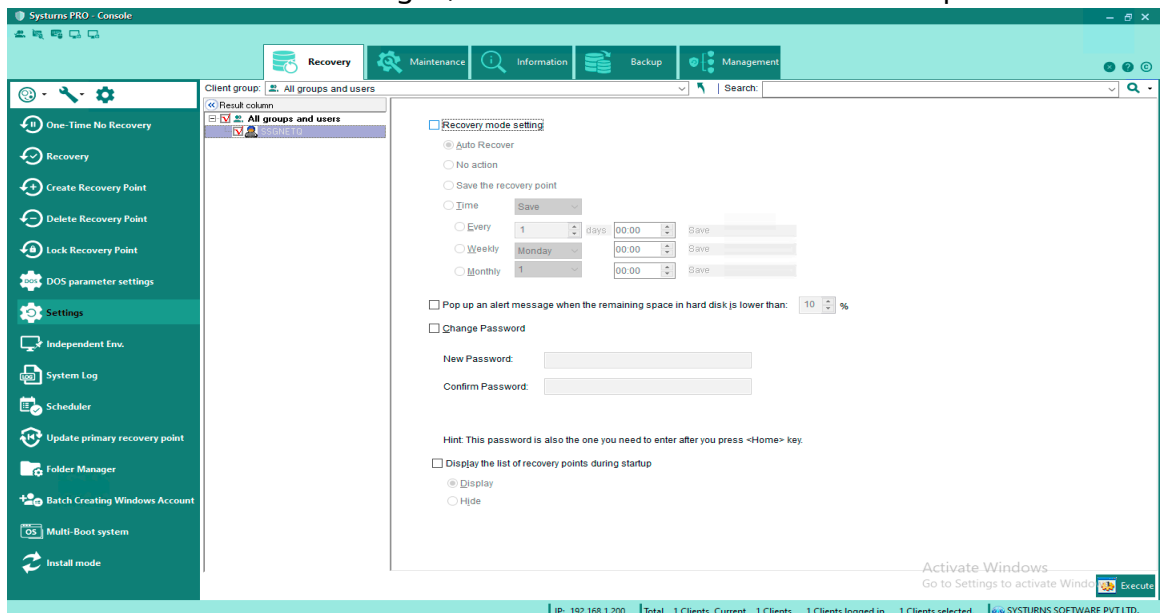 Systurns PRO - Console
Recovery
Maintenance
Information
Backup
Management
Client group: All groups and users
Search:
Result column
All groups and users
SSGNETQ
One-Time No Recovery
Recovery
Create Recovery Point
Delete Recovery Point
Lock Recovery Point
DOS parameter settings
Settings
Independent Env.
System Log
Scheduler
Update primary recovery point
Folder Manager
Batch Creating Windows Account
Multi-Boot system
Install mode
Recovery mode setting
Auto Recover
No action
Save the recovery point
Time Save
Every 1 days 00:00 Save
Weekly Monday 00:00 Save
Monthly 1 00:00 Save
Pop up an alert message when the remaining space in hard disk is lower than: 10 %
Change Password
New Password:
Confirm Password:
Hint: This password is also the one you need to enter after you press <Home> key.
Display the list of recovery points during startup
Display
Hide
Activate Windows
Go to Settings to activate Windo
Execute
IP: 192.168.1.200 Total 1 Clients, Current 1 Clients 1 Clients logged in 1 Clients selected SYSTURNS SOFTWARE PVT LTD.